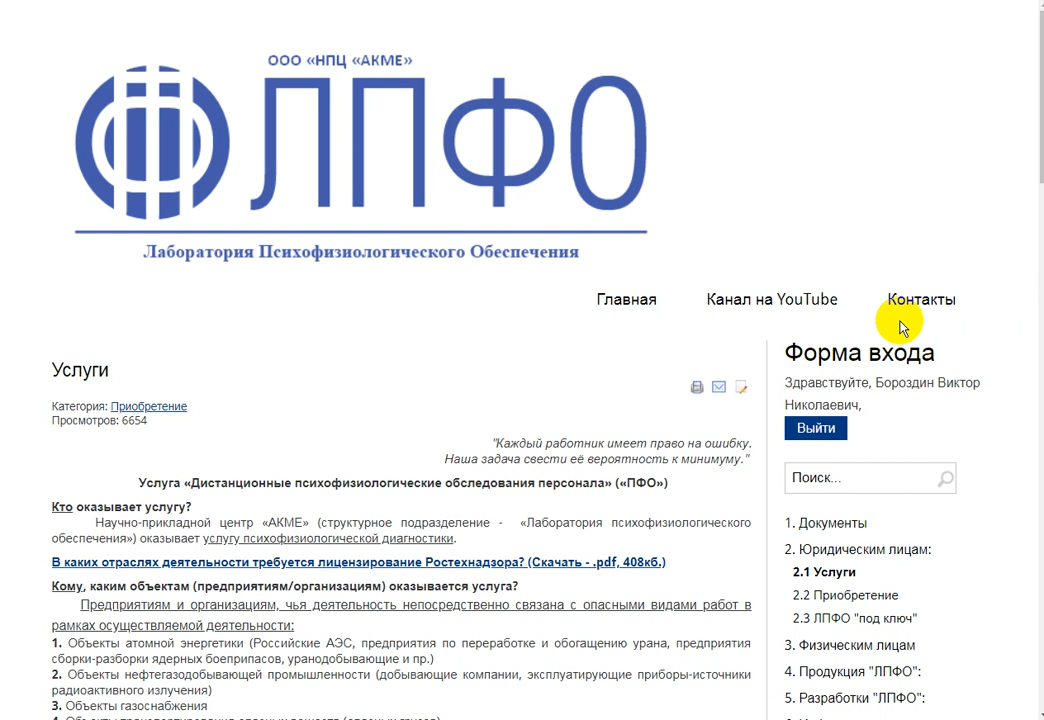 ООО «НПЦ «АКМЕ»
ЛПФО
Лаборатория Психофизиологического Обеспечения
Главная Канал на YouTube Контакты
Услуги
Категория: Приобретение
Просмотров: 6654
"Каждый работник имеет право на ошибку.
Наша задача свести её вероятность к минимуму."
Услуга «Дистанционные психофизиологические обследования персонала» («ПФО»)
Кто оказывает услугу?
Научно-прикладной центр «АКМЕ» (структурное подразделение - «Лаборатория психофизиологического
обеспечения») оказывает услугу психофизиологической диагностики.
В каких отраслях деятельности требуется лицензирование Ростехнадзора? (Скачать - .pdf, 408кб.)
Кому, каким объектам (предприятиям/организациям) оказывается услуга?
Предприятиям и организациям, чья деятельность непосредственно связана с опасными видами работ в
рамках осуществляемой деятельности:
1. Объекты атомной энергетики (Российские АЭС, предприятия по переработке и обогащению урана, предприятия
сборки-разборки ядерных боеприпасов, уранодобывающие и пр.)
2. Объекты нефтегазодобывающей промышленности (добывающие компании, эксплуатирующие приборы-источники
радиоактивного излучения)
3. Объекты газоснабжения
Форма входа
Здравствуйте, Бороздин Виктор
Николаевич,
Выйти
Поиск...
1. Документы
2. Юридическим лицам:
2.1 Услуги
2.2 Приобретение
2.3 ЛПФО "под ключ"
3. Физическим лицам
4. Продукция "ЛПФО":
5. Разработки "ЛПФО":